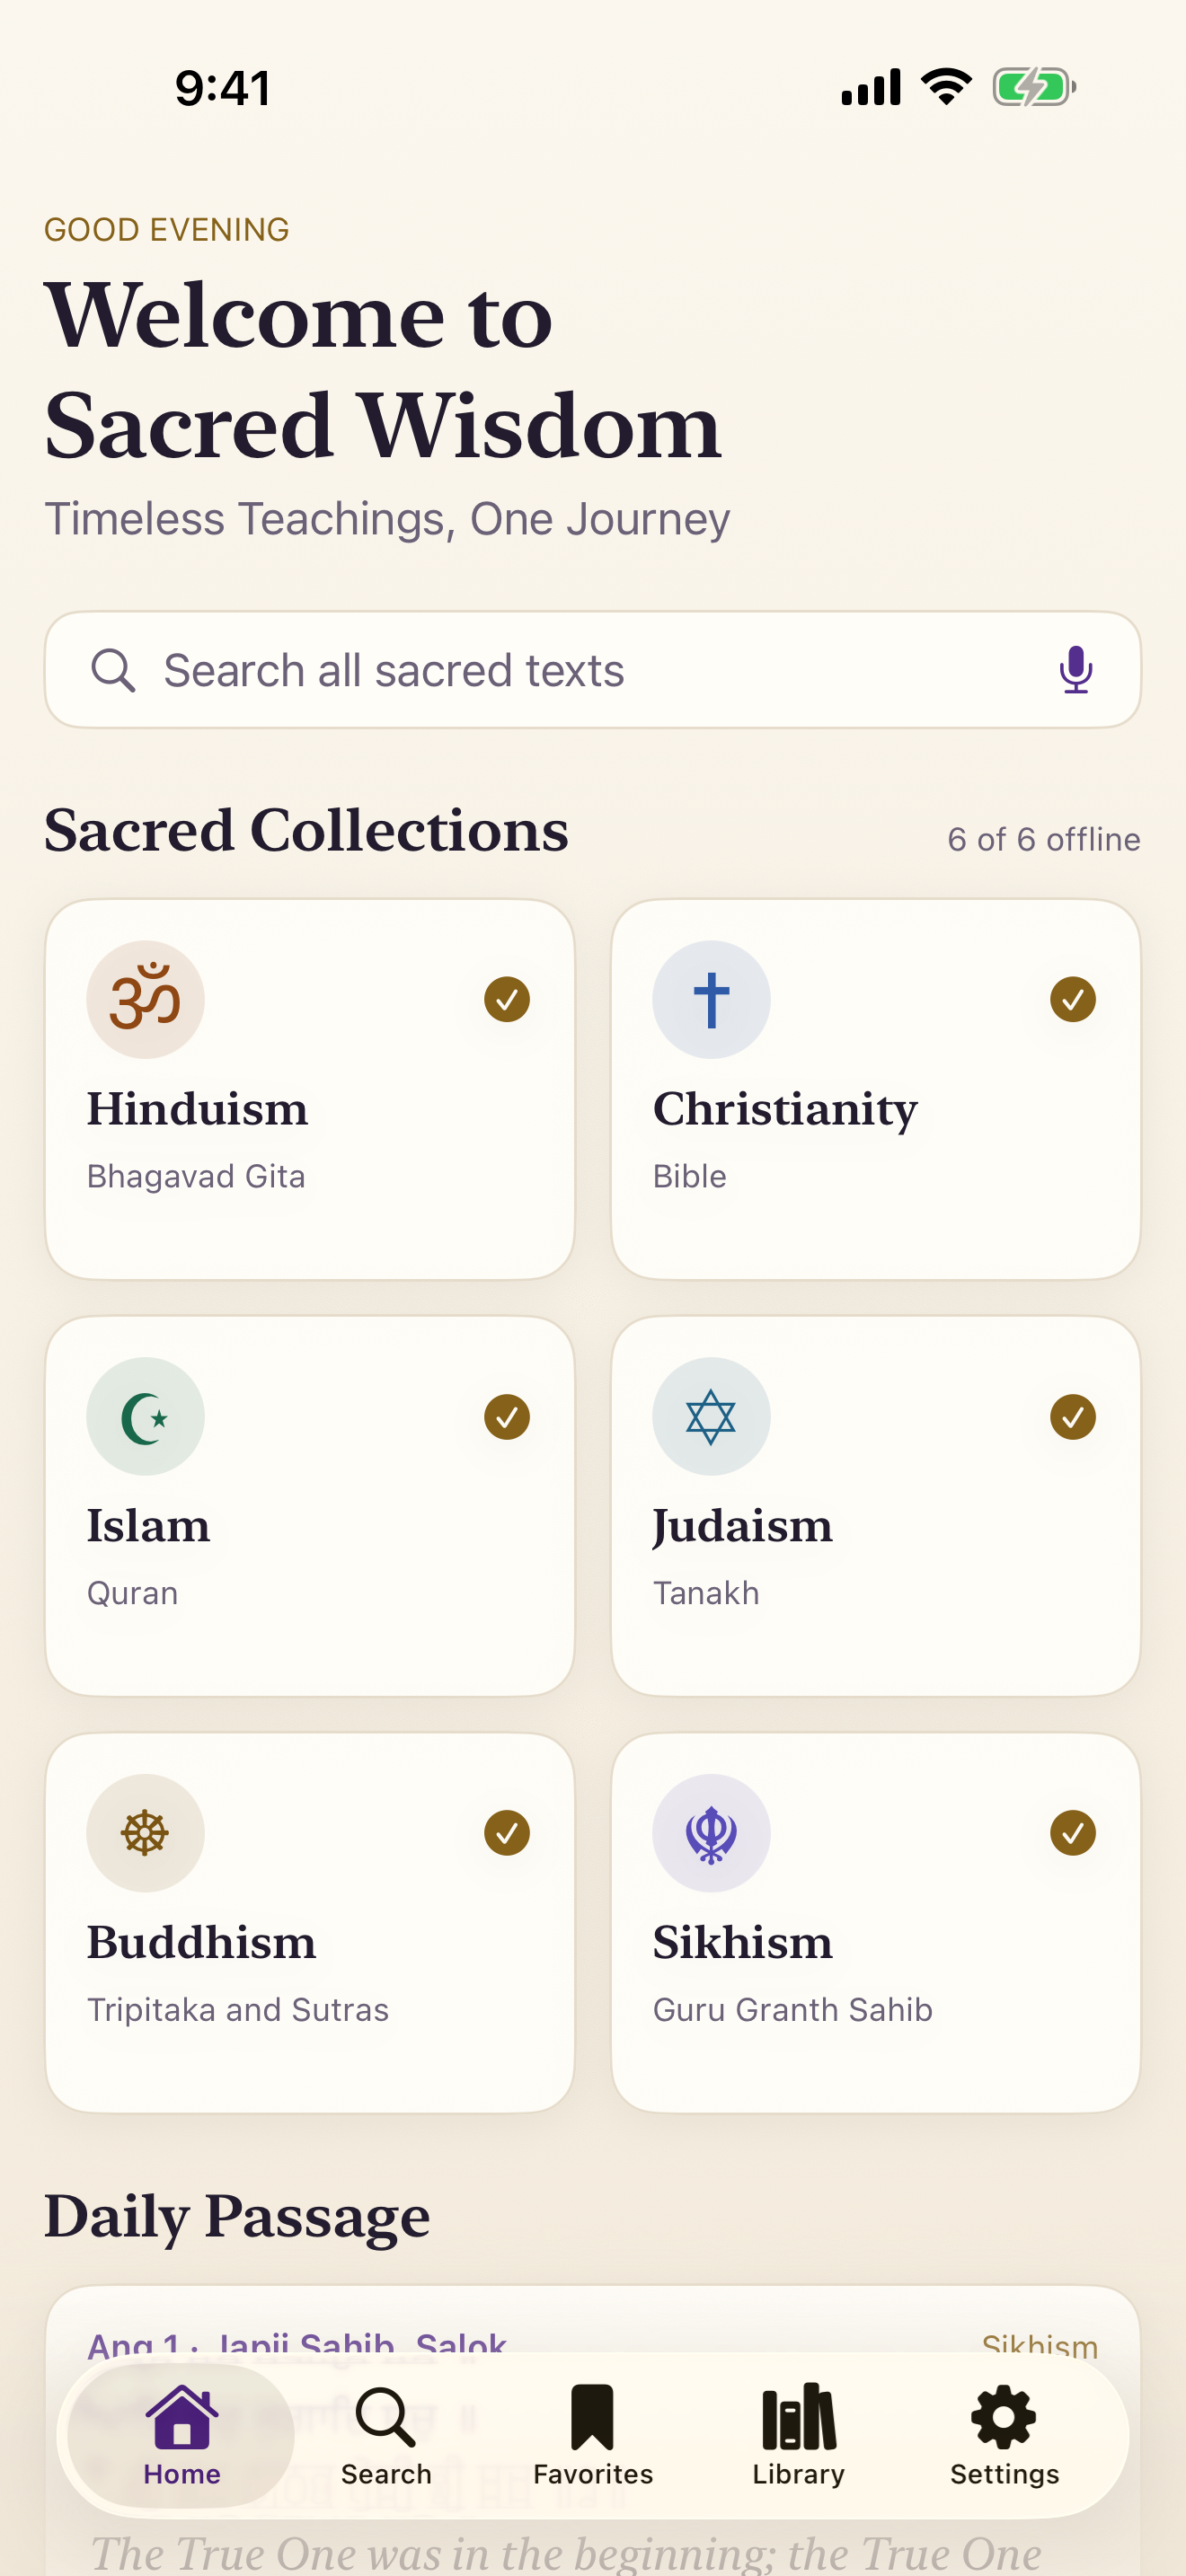 9:41
GOOD EVENING
Welcome to
Sacred Wisdom
Timeless Teachings, One Journey
Search all sacred texts
Sacred Collections
6 of 6 offline
ॐ
Hinduism
Bhagavad Gita
Christianity
Bible
Islam
Quran
Judaism
Tanakh
Buddhism
Tripitaka and Sutras
Sikhism
Guru Granth Sahib
Daily Passage
Ang 1 · Japji Sahib, Salok
Sikhism
Home
Search
Favorites
Library
Settings
The True One was in the beginning; the True One